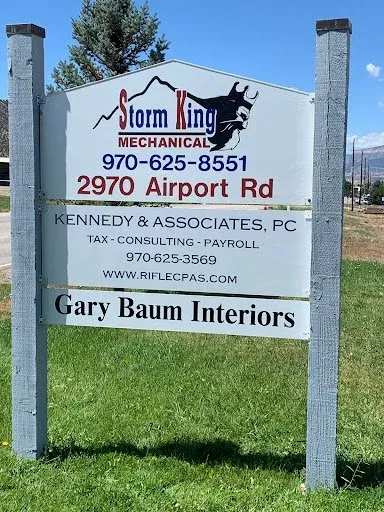 Storm King
MECHANICAL
970-625-8551
2970 Airport Rd
KENNEDY & ASSOCIATES, PC
TAX - CONSULTING - PAYROLL
970-625-3569
WWW.RIFLECPAS.COM
Gary Baum Interiors